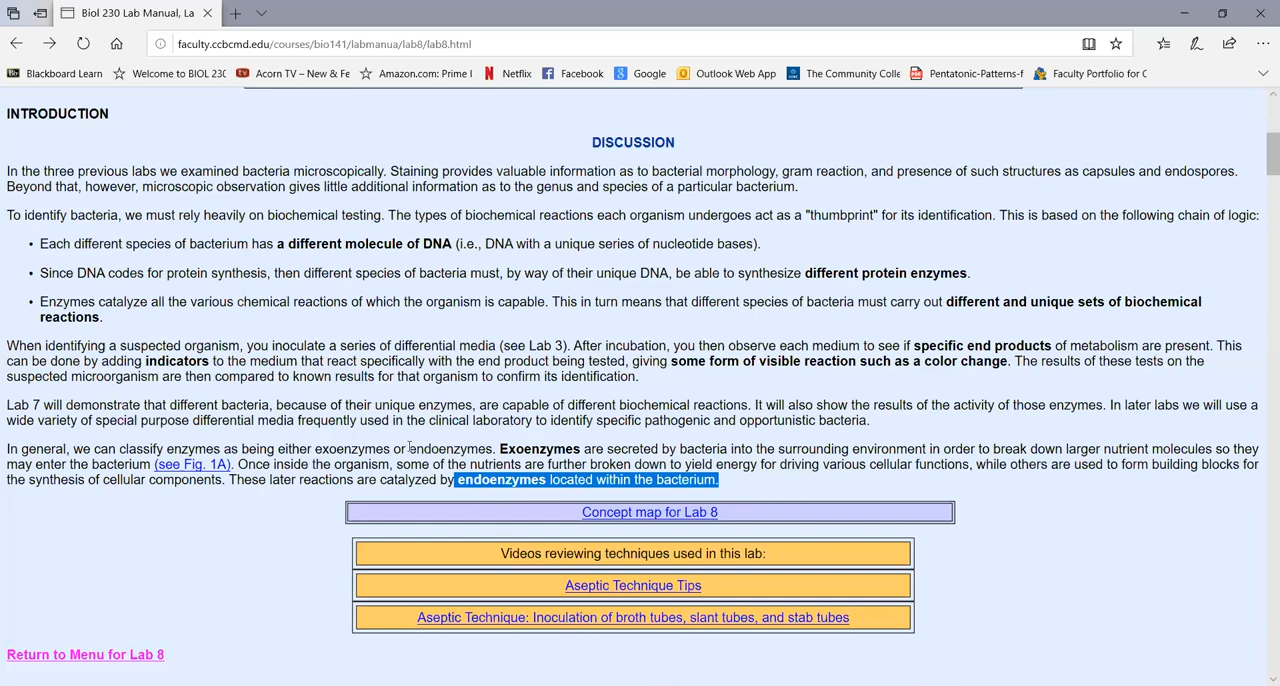 Biol 230 Lab Manual, La
faculty.ccbcmd.edu/courses/bio141/labmanua/lab8/lab8.html
Blackboard Learn Welcome to BIOL 230 Acorn TV – New & Fe Amazon.com: Prime I Netflix Facebook Google Outlook Web App The Community Colle Pentatonic-Patterns-f Faculty Portfolio for C
INTRODUCTION
DISCUSSION
In the three previous labs we examined bacteria microscopically. Staining provides valuable information as to bacterial morphology, gram reaction, and presence of such structures as capsules and endospores.
Beyond that, however, microscopic observation gives little additional information as to the genus and species of a particular bacterium.
To identify bacteria, we must rely heavily on biochemical testing. The types of biochemical reactions each organism undergoes act as a "thumbprint" for its identification. This is based on the following chain of logic:
• Each different species of bacterium has a different molecule of DNA (i.e., DNA with a unique series of nucleotide bases).
• Since DNA codes for protein synthesis, then different species of bacteria must, by way of their unique DNA, be able to synthesize different protein enzymes.
• Enzymes catalyze all the various chemical reactions of which the organism is capable. This in turn means that different species of bacteria must carry out different and unique sets of biochemical
reactions.
When identifying a suspected organism, you inoculate a series of differential media (see Lab 3). After incubation, you then observe each medium to see if specific end products of metabolism are present. This
can be done by adding indicators to the medium that react specifically with the end product being tested, giving some form of visible reaction such as a color change. The results of these tests on the
suspected microorganism are then compared to known results for that organism to confirm its identification.
Lab 7 will demonstrate that different bacteria, because of their unique enzymes, are capable of different biochemical reactions. It will also show the results of the activity of those enzymes. In later labs we will use a
wide variety of special purpose differential media frequently used in the clinical laboratory to identify specific pathogenic and opportunistic bacteria.
In general, we can classify enzymes as being either exoenzymes or endoenzymes. Exoenzymes are secreted by bacteria into the surrounding environment in order to break down larger nutrient molecules so they
may enter the bacterium (see Fig. 1A). Once inside the organism, some of the nutrients are further broken down to yield energy for driving various cellular functions, while others are used to form building blocks for
the synthesis of cellular components. These later reactions are catalyzed by endoenzymes located within the bacterium.
Concept map for Lab 8
Videos reviewing techniques used in this lab:
Aseptic Technique Tips
Aseptic Technique: Inoculation of broth tubes, slant tubes, and stab tubes
Return to Menu for Lab 8